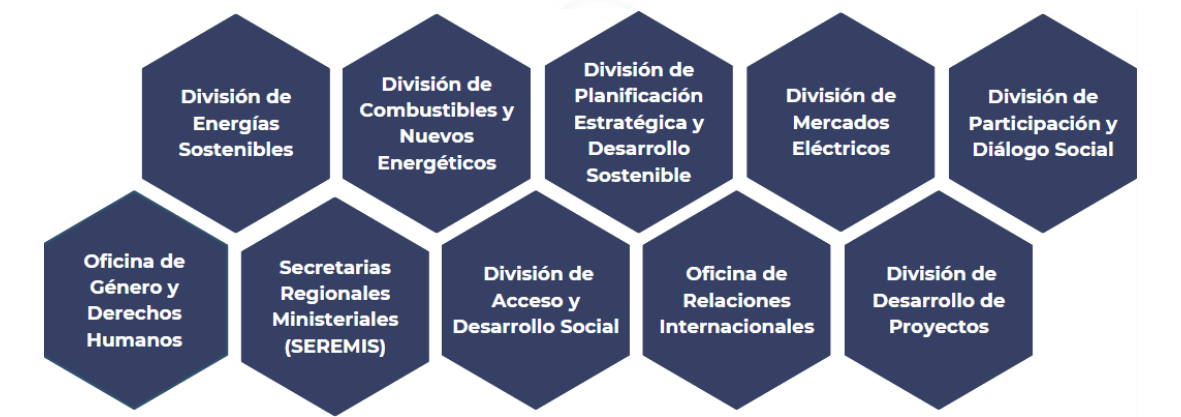 División de
Energías
Sostenibles
División de
Combustibles y
Nuevos
Energéticos
División de
Planificación
Estratégica y
Desarrollo
Sostenible
División de
Mercados
Eléctricos
División de
Participación y
Diálogo Social
Oficina de
Género y
Derechos
Humanos
Secretarias
Regionales
Ministeriales
(SEREMIS)
División de
Acceso y
Desarrollo Social
Oficina de
Relaciones
Internacionales
División de
Desarrollo de
Proyectos